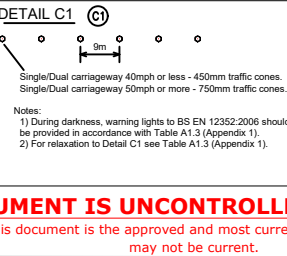 DETAIL C1 C1
9m
Single/Dual carriageway 40mph or less - 450mm traffic cones.
Single/Dual carriageway 50mph or more - 750mm traffic cones.
Notes:
1) During darkness, warning lights to BS EN 12352:2006 should
be provided in accordance with Table A1.3 (Appendix 1).
2) For relaxation to Detail C1 see Table A1.3 (Appendix 1).
IS UNCONTROLL
is document is the approved and most curre
may not be current.